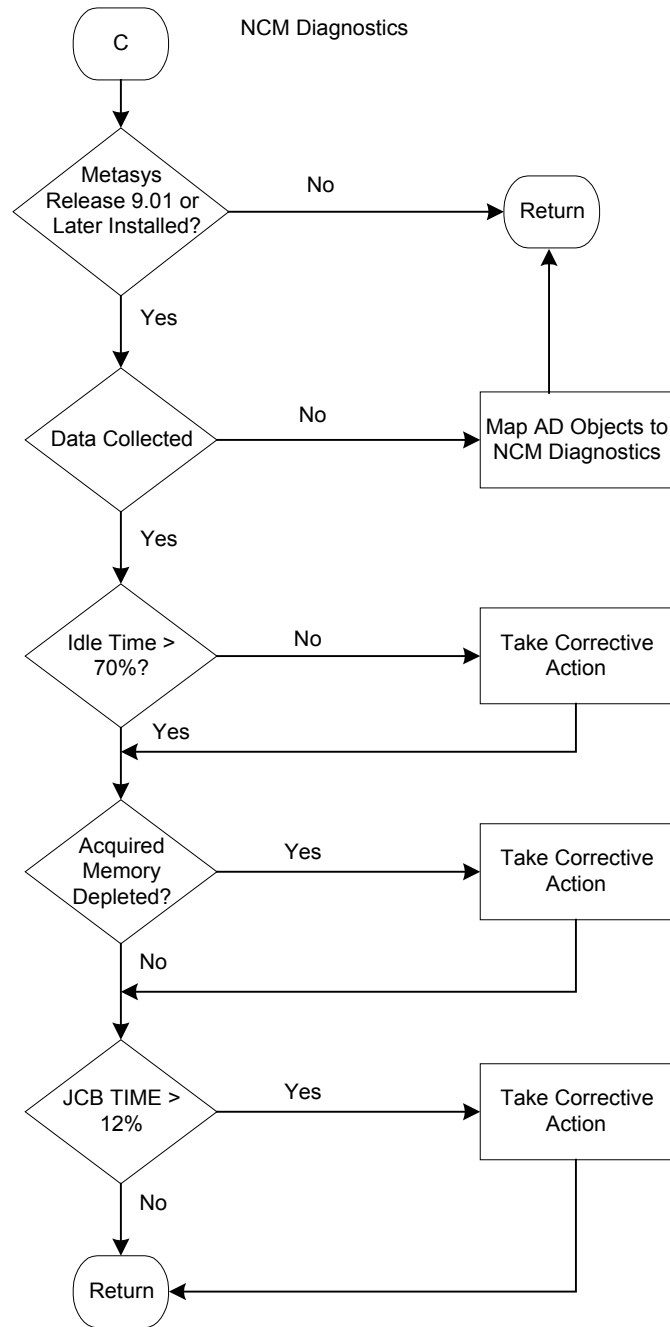 NCM Diagnostics
C
Metasys
Release 9.01 or
Later Installed?
No
Return
Yes
Data Collected
No
Map AD Objects to
NCM Diagnostics
Yes
Idle Time >
70%?
No
Take Corrective
Action
Yes
Acquired
Memory
Depleted?
Yes
Take Corrective
Action
No
JCB TIME >
12%
Yes
Take Corrective
Action
No
Return